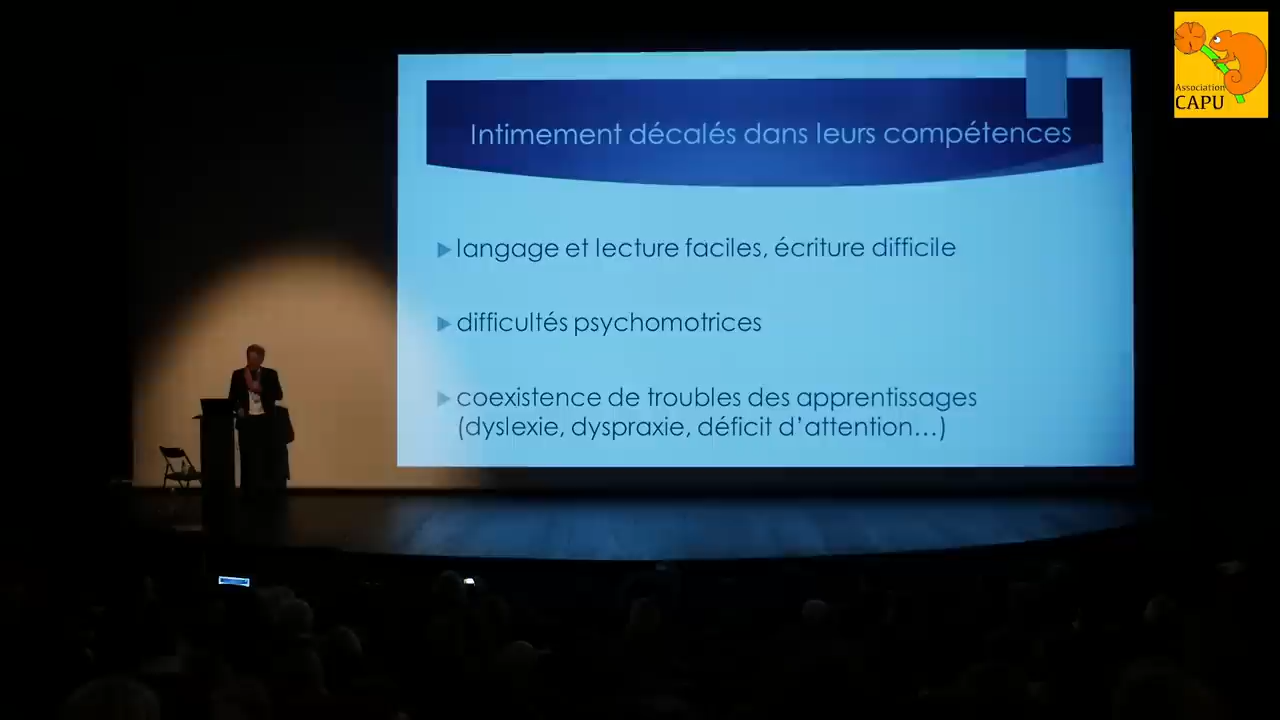 Association
CAPU
Intimement décalés dans leurs compétences
langage et lecture faciles, écriture difficile
difficultés psychomotrices
coexistence de troubles des apprentissages
(dyslexie, dyspraxie, déficit d’attention…)